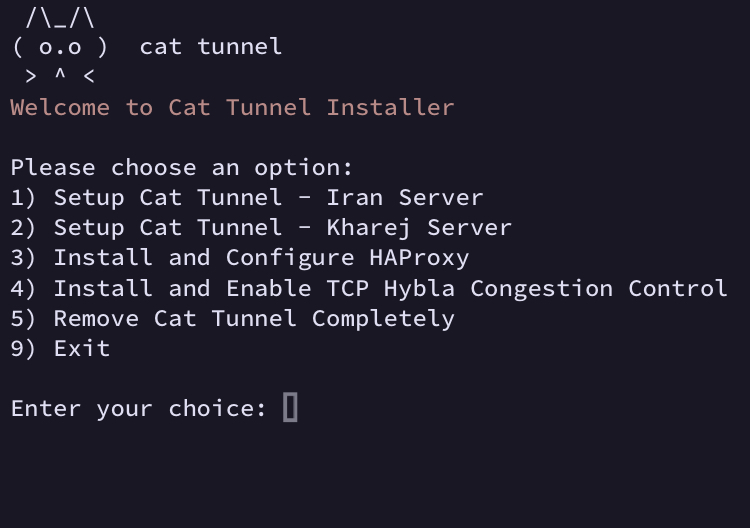 /\_/\
( o.o )  cat tunnel
 > ^ <
Welcome to Cat Tunnel Installer

Please choose an option:
1) Setup Cat Tunnel - Iran Server
2) Setup Cat Tunnel - Kharej Server
3) Install and Configure HAProxy
4) Install and Enable TCP Hybla Congestion Control
5) Remove Cat Tunnel Completely
9) Exit

Enter your choice: